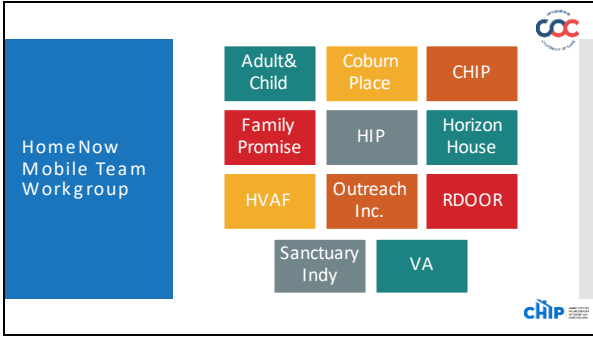 COC
HomeNow
Mobile Team
Workgroup
Adult&
Child
Coburn
Place
CHIP
Family
Promise
HIP
Horizon
House
HVAF
Outreach
Inc.
RDOOR
Sanctuary
Indy
VA
CHIP